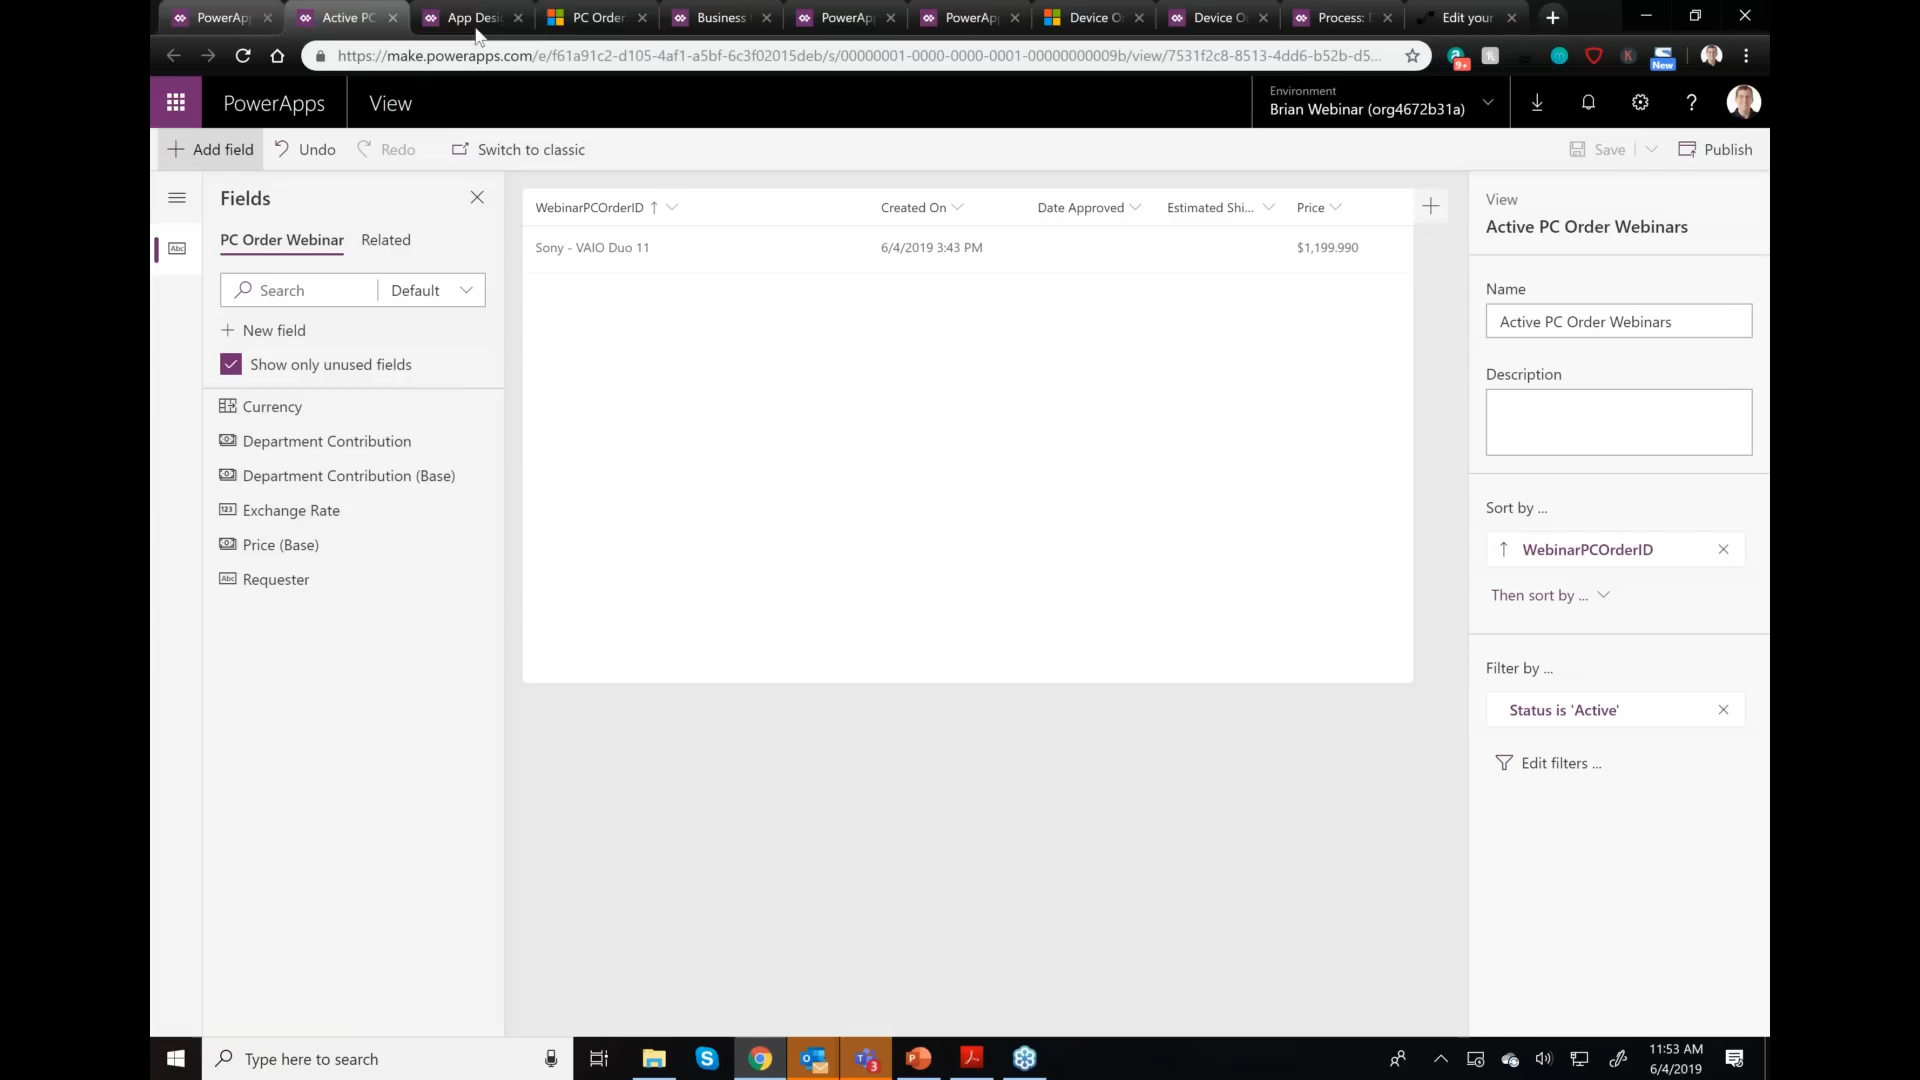 PowerAp
Active PC
App Desi
PC Order
Business
PowerAp
PowerAp
Device O
Device O
Process:
Edit your
https://make.powerapps.com/e/f61a91c2-d105-4af1-a5bf-6c3f02015deb/s/00000001-0000-0000-0001-00000000009b/view/7531f2c8-8513-4dd6-b52b-d5...
9+
K
New
PowerApps
View
Environment
Brian Webinar (org4672b31a)
?
Add field
Undo
Redo
Switch to classic
Save
Publish
Fields
PC Order Webinar
Related
Search
Default
New field
Show only unused fields
Currency
Department Contribution
Department Contribution (Base)
123 Exchange Rate
Price (Base)
Abc Requester
Abc
WebinarPCOrderID
Created On
Date Approved
Estimated Shi...
Price
Sony - VAIO Duo 11
6/4/2019 3:43 PM
$1,199.990
View
Active PC Order Webinars
Name
Active PC Order Webinars
Description
Sort by ...
WebinarPCOrderID
Then sort by ...
Filter by ...
Status is 'Active'
Edit filters ...
Type here to search
3
11:53 AM
6/4/2019